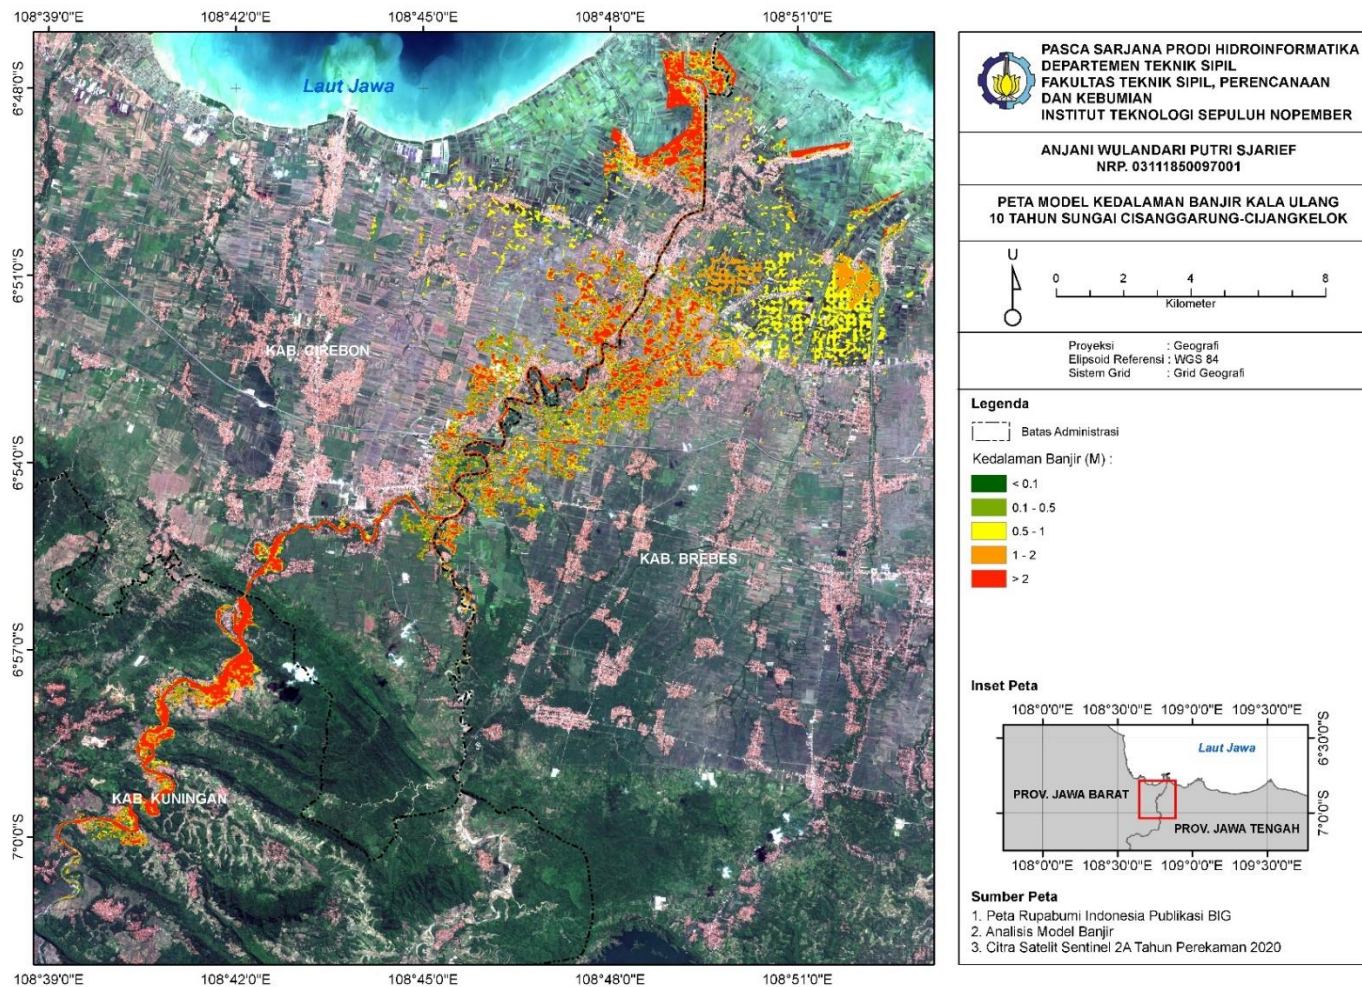 108°39'0"E
108°42'0"E
108°45'0"E
108°48'0"E
108°51'0"E
6°48'0"S
6°51'0"S
6°54'0"S
6°57'0"S
7°0'0"S
Laut Jawa
KAB. CIREBON
KAB. BREBES
KAB. KUNINGAN
108°39'0"E
108°42'0"E
108°45'0"E
108°48'0"E
108°51'0"E
PASCA SARJANA PRODI HIDROINFORMATIKA
DEPARTEMEN TEKNIK SIPIL
FAKULTAS TEKNIK SIPIL, PERENCANAAN
DAN KEBUMIAN
INSTITUT TEKNOLOGI SEPULUH NOPEMBER
ANJANI WULANDARI PUTRI SJARIEF
NRP. 03111850097001
PETA MODEL KEDALAMAN BANJIR KALA ULANG
10 TAHUN SUNGAI CISANGGARUNG-CIJANGKELOK
U
0 2 4 6 8
Kilometer
Proyeksi : Geografi
Elipsoid Referensi : WGS 84
Sistem Grid : Grid Geografi
Legenda
Batas Administrasi
Kedalaman Banjir (M) :
< 0.1
0.1 - 0.5
0.5 - 1
1 - 2
> 2
Inset Peta
108°0'0"E
108°30'0"E
109°0'0"E
109°30'0"E
6°30'0"S
7°0'0"S
Laut Jawa
PROV. JAWA BARAT
PROV. JAWA TENGAH
108°0'0"E
108°30'0"E
109°0'0"E
109°30'0"E
Sumber Peta
1. Peta Rupabumi Indonesia Publikasi BIG
2. Analisis Model Banjir
3. Citra Satelit Sentinel 2A Tahun Perekaman 2020